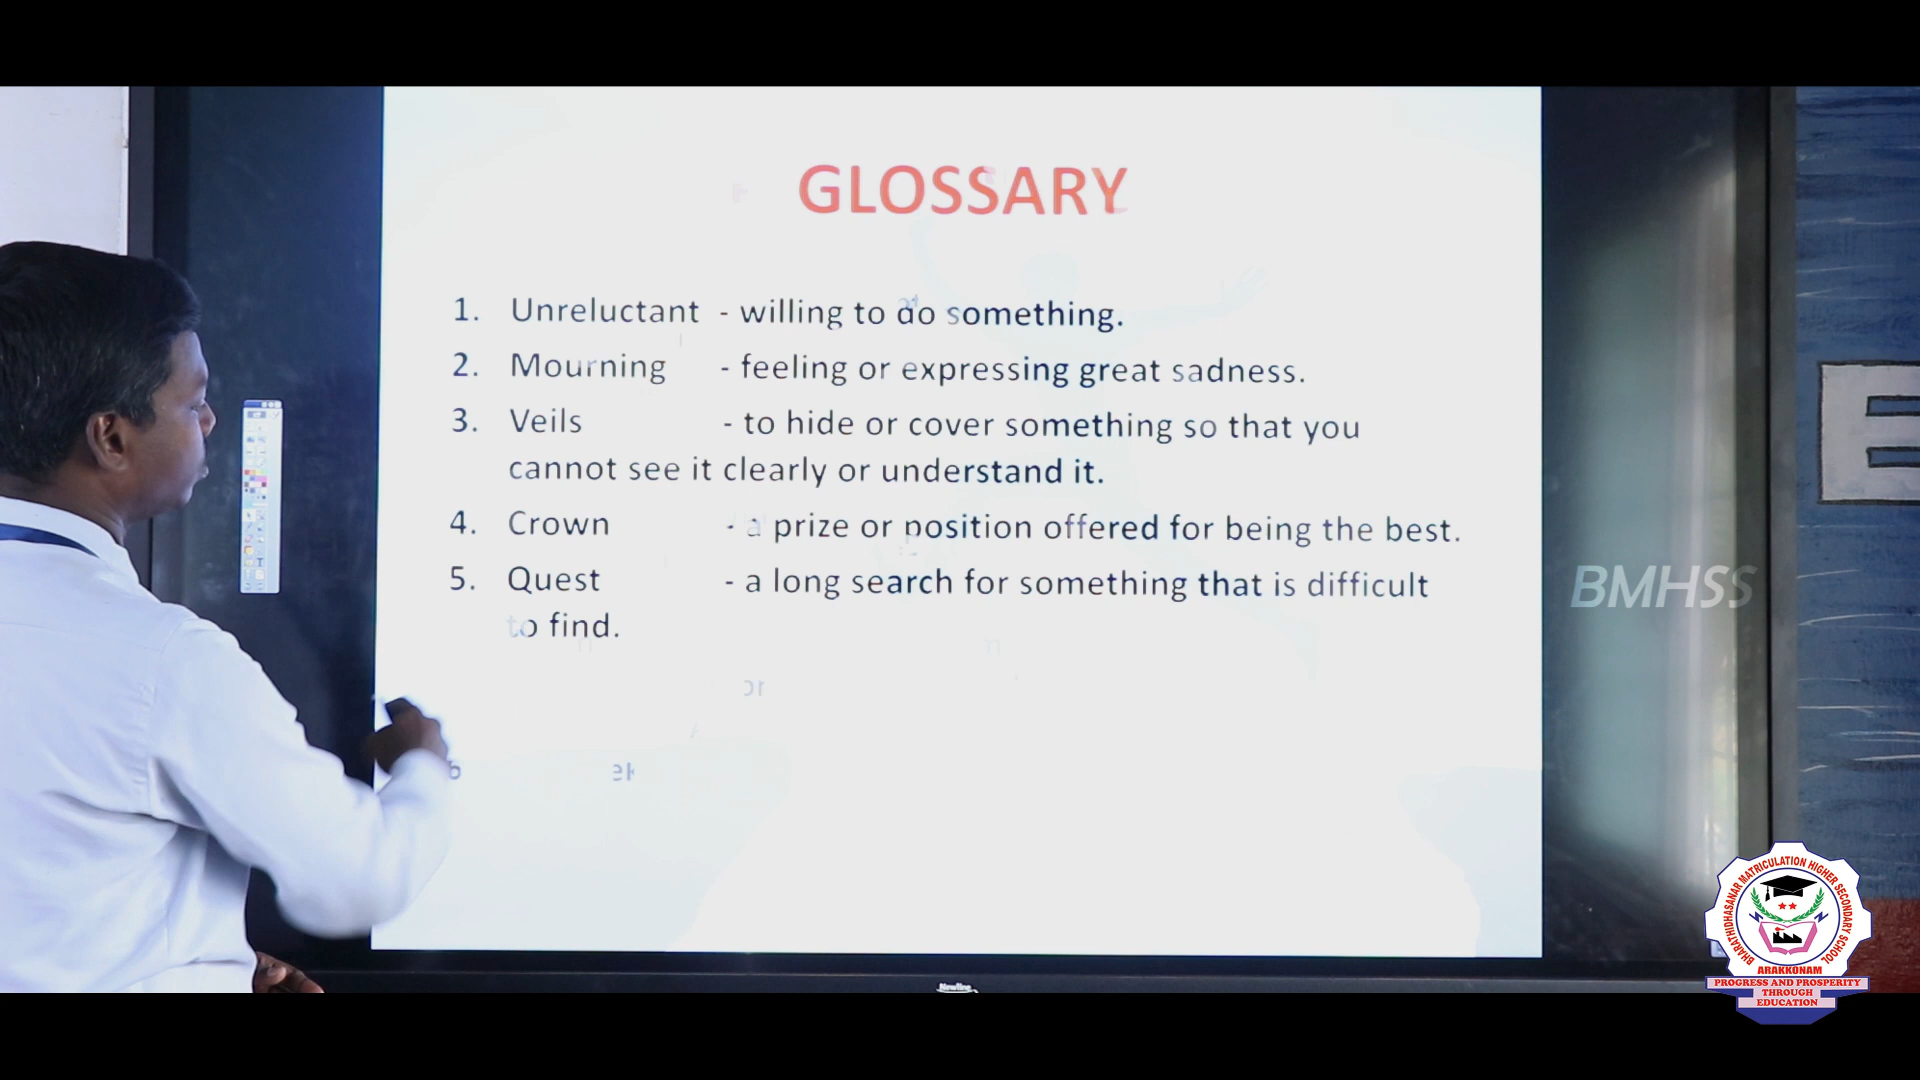 GLOSSARY
1. Unreluctant - willing to do something.
2. Mourning - feeling or expressing great sadness.
3. Veils - to hide or cover something so that you
cannot see it clearly or understand it.
4. Crown - a prize or position offered for being the best.
5. Quest - a long search for something that is difficult
to find.
BMHSS
E
Newline
BHARATHIDHASANAR MATRICULATION HIGHER SECONDARY SCHOOL
ARAKKONAM
PROGRESS AND PROSPERITY
THROUGH
EDUCATION